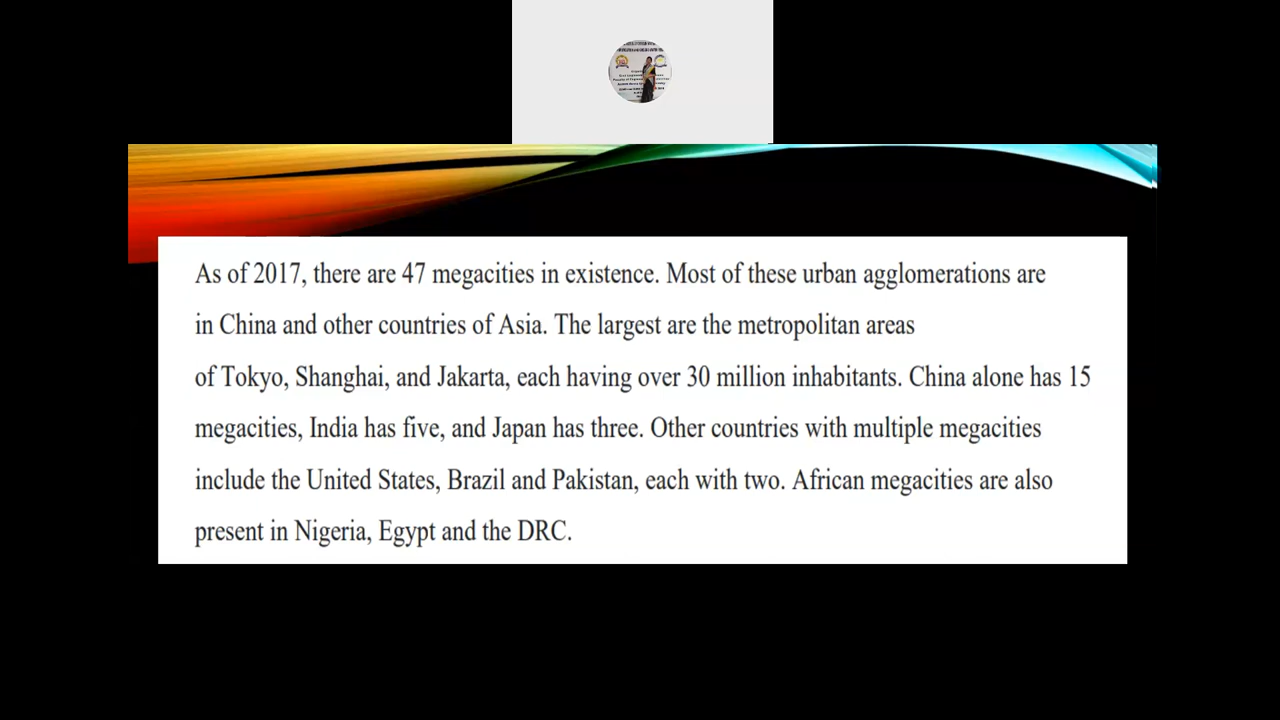 As of 2017, there are 47 megacities in existence. Most of these urban agglomerations are
in China and other countries of Asia. The largest are the metropolitan areas
of Tokyo, Shanghai, and Jakarta, each having over 30 million inhabitants. China alone has 15
megacities, India has five, and Japan has three. Other countries with multiple megacities
include the United States, Brazil and Pakistan, each with two. African megacities are also
present in Nigeria, Egypt and the DRC.